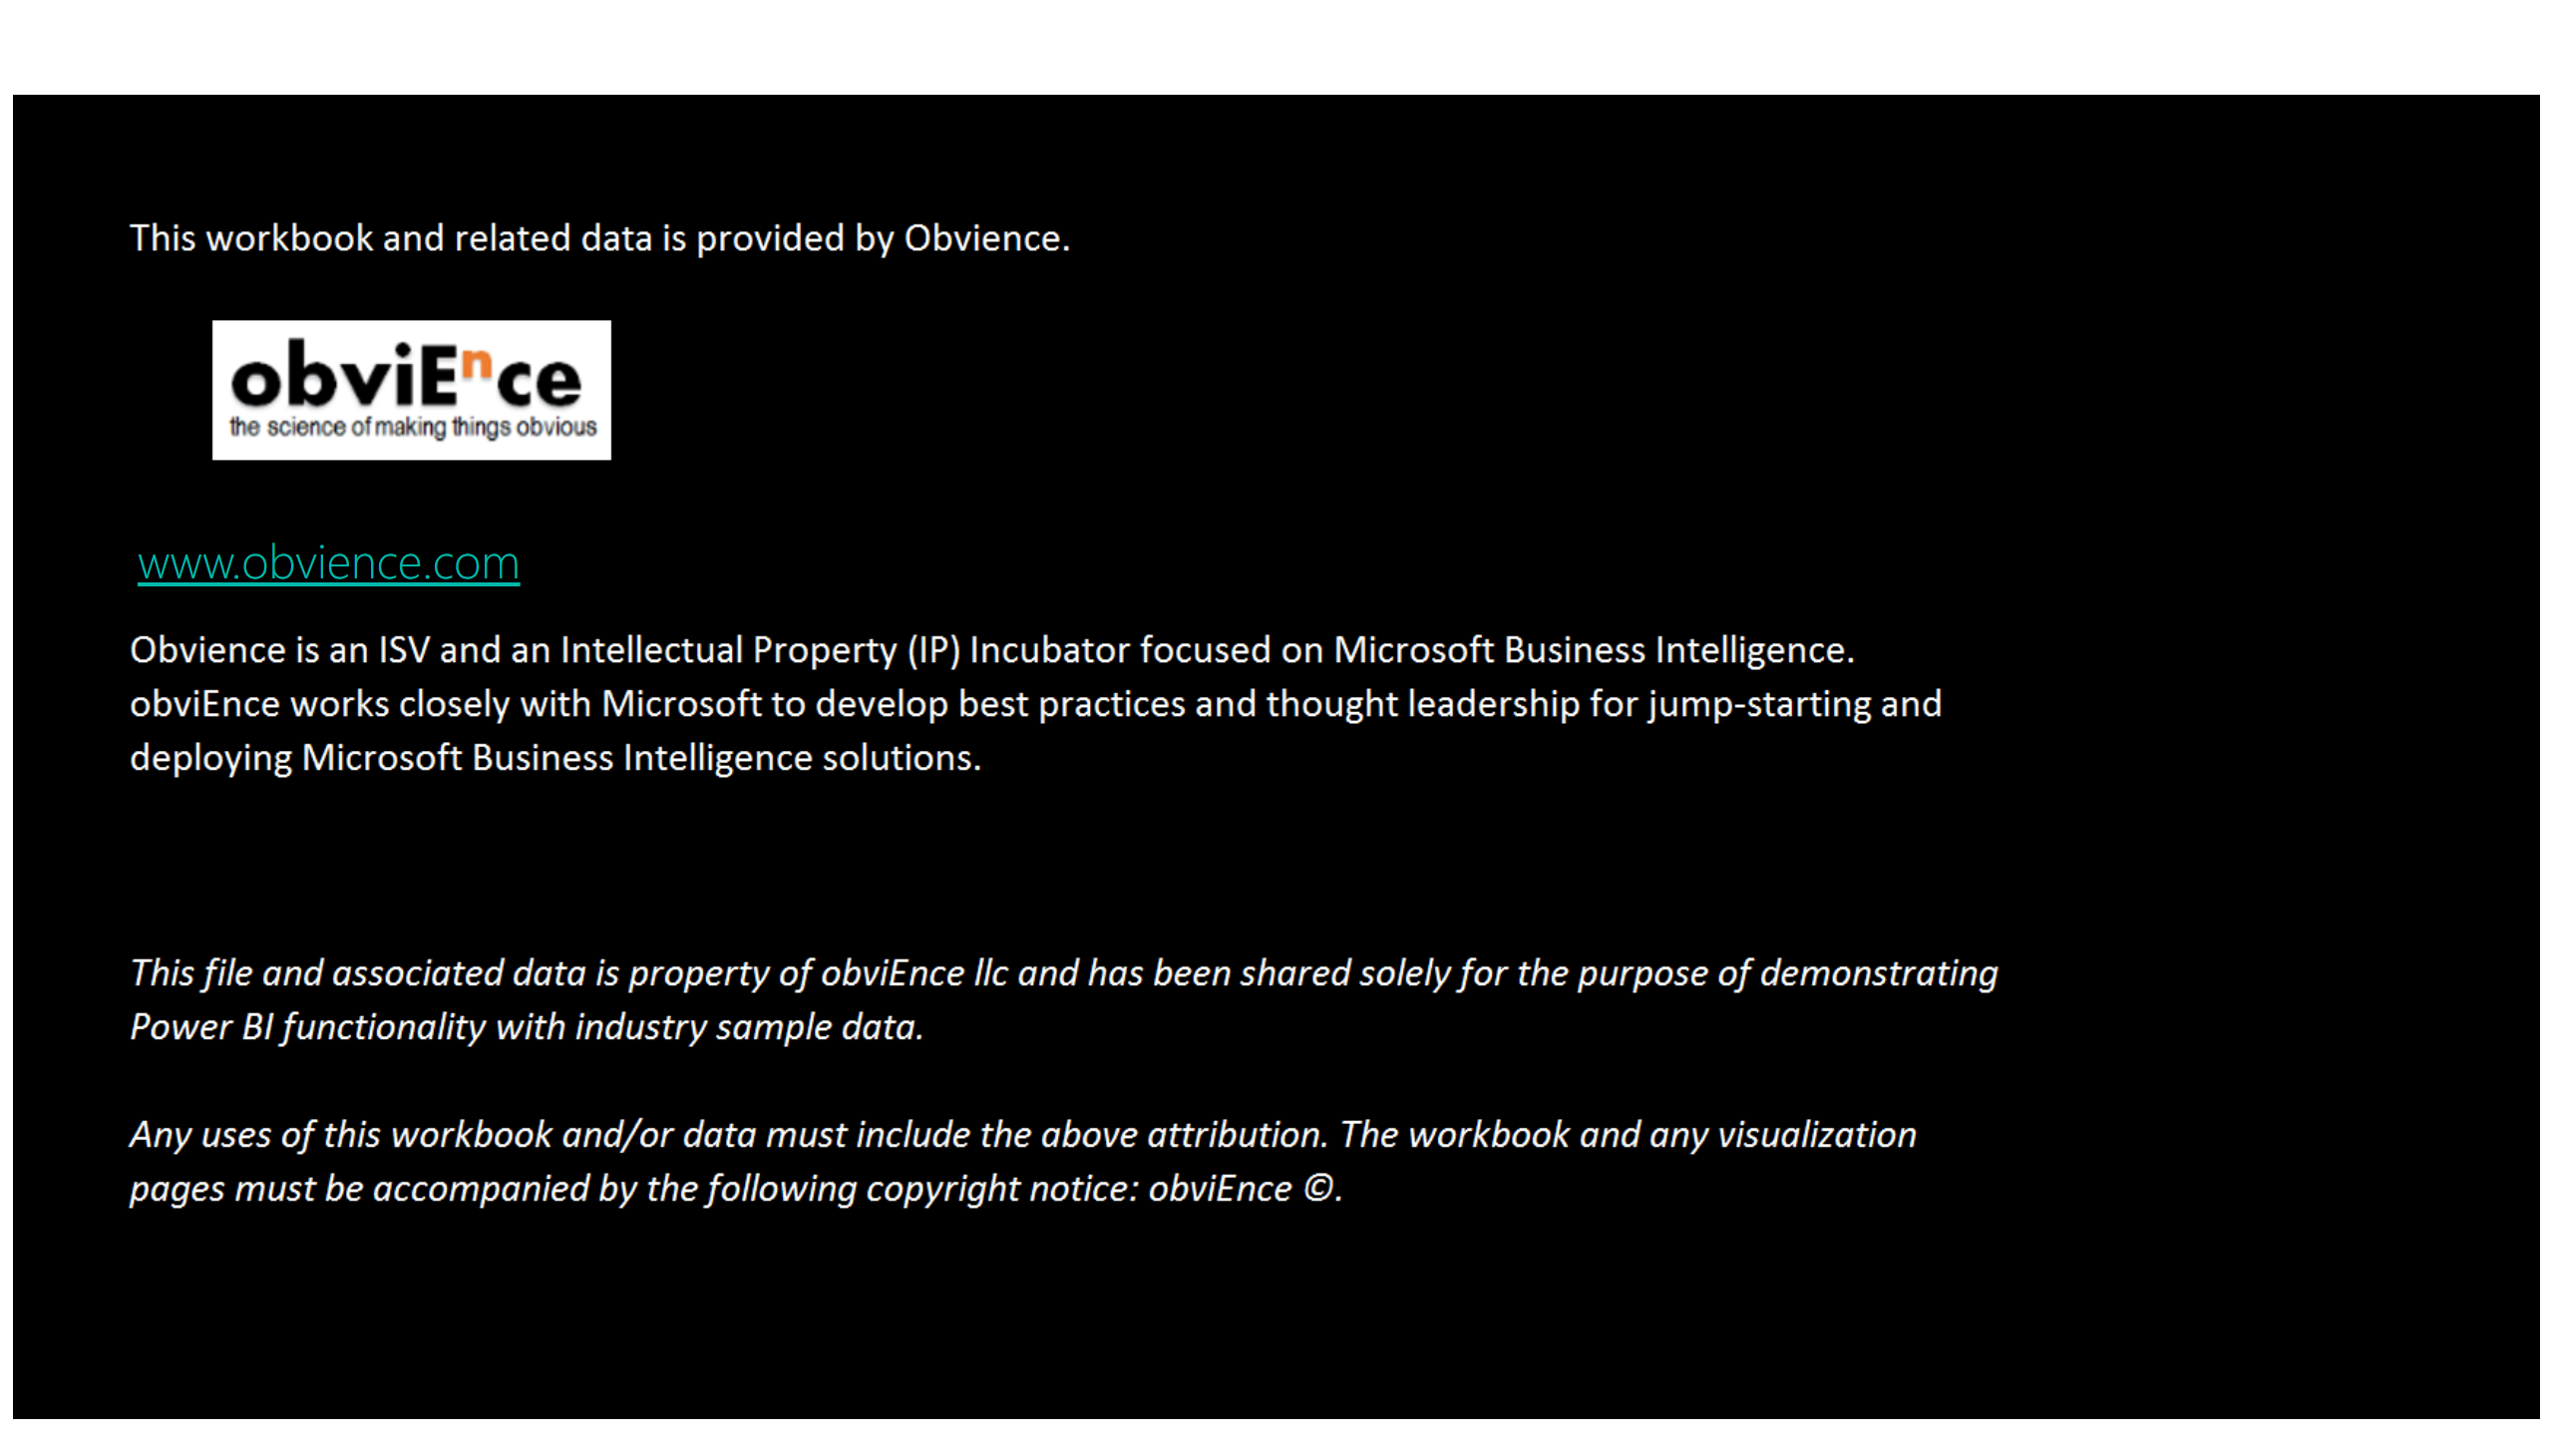 This workbook and related data is provided by Obvience.
obviEnce
the science of making things obvious
www.obvience.com
Obvience is an ISV and an Intellectual Property (IP) Incubator focused on Microsoft Business Intelligence.
obviEnce works closely with Microsoft to develop best practices and thought leadership for jump-starting and
deploying Microsoft Business Intelligence solutions.
This file and associated data is property of obviEnce llc and has been shared solely for the purpose of demonstrating
Power BI functionality with industry sample data.
Any uses of this workbook and/or data must include the above attribution. The workbook and any visualization
pages must be accompanied by the following copyright notice: obviEnce ©.